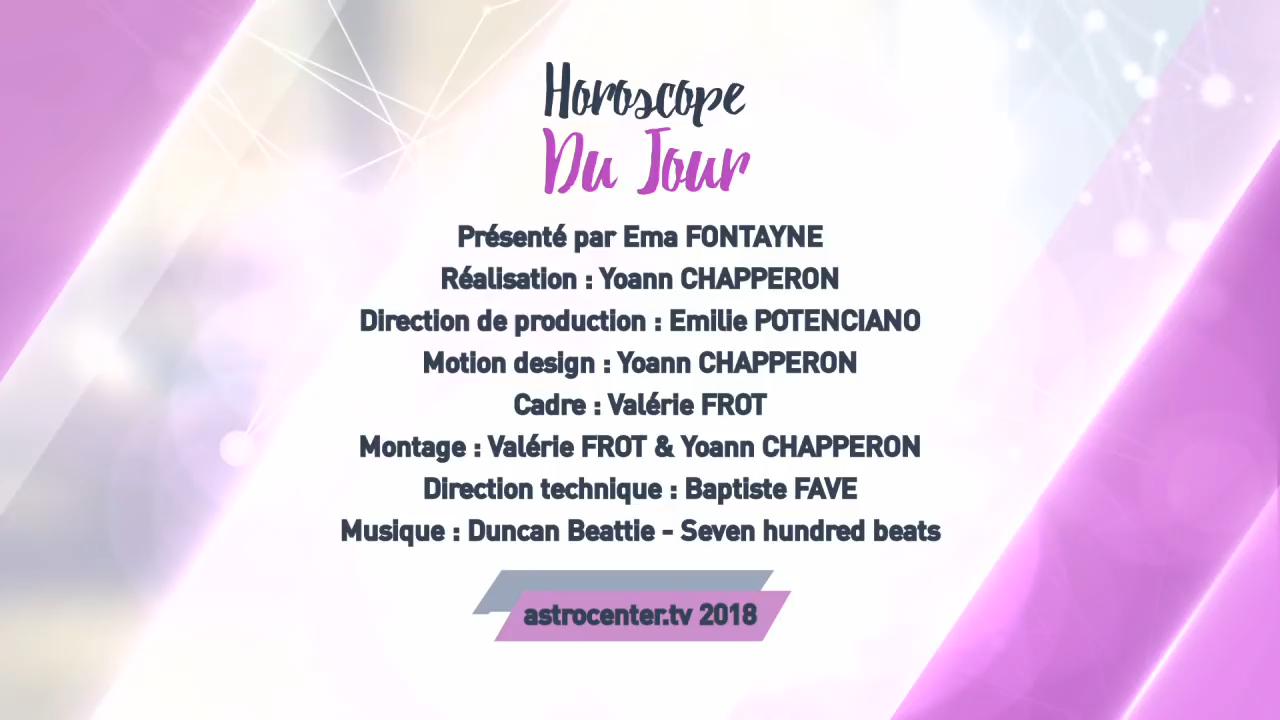 Horoscope
Du Jour
Présenté par Ema FONTAYNE
Réalisation : Yoann CHAPPERON
Direction de production : Emilie POTENCIANO
Motion design : Yoann CHAPPERON
Cadre : Valérie FROT
Montage : Valérie FROT & Yoann CHAPPERON
Direction technique : Baptiste FAVE
Musique : Duncan Beattie - Seven hundred beats
astrocenter.tv 2018